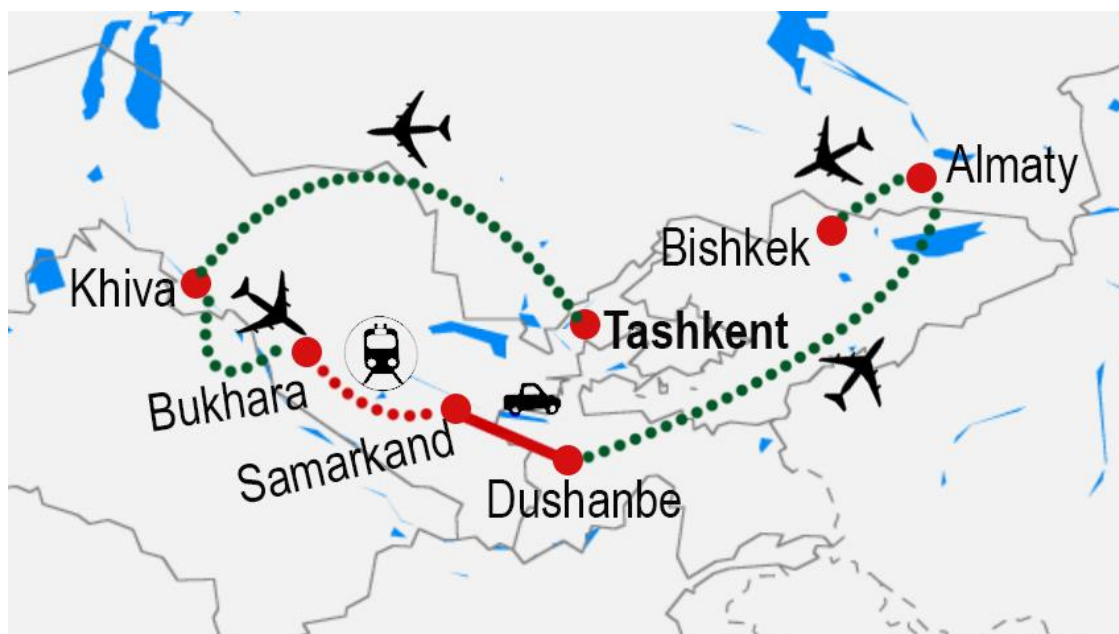 Almaty
Bishkek
Khiva
Tashkent
Bukhara
Samarkand
Dushanbe